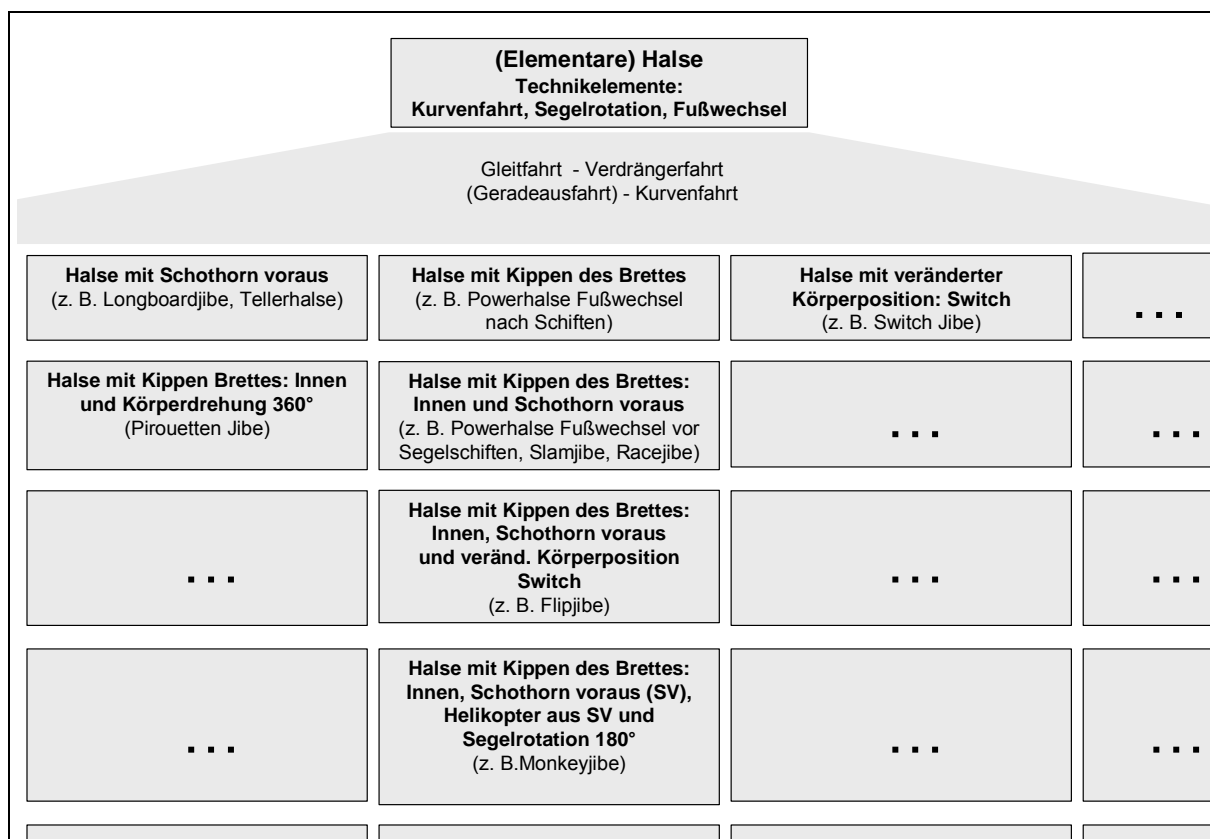 (Elementare) Halse
Technikelemente:
Kurvenfahrt, Segelrotation, Fußwechsel
Gleitfahrt - Verdrängerfahrt
(Geradeausfahrt) - Kurvenfahrt
Halse mit Schothorn voraus
(z. B. Longboardjibe, Tellerhalse)
Halse mit Kippen des Brettes
(z. B. Powerhalse Fußwechsel
nach Schiften)
Halse mit veränderter
Körperposition: Switch
(z. B. Switch Jibe)
...
Halse mit Kippen Brettes: Innen
und Körperdrehung 360°
(Pirouetten Jibe)
Halse mit Kippen des Brettes:
Innen und Schothorn voraus
(z. B. Powerhalse Fußwechsel vor
Segelschiften, Slamjibe, Racejibe)
...
...
...
Halse mit Kippen des Brettes:
Innen, Schothorn voraus
und veränd. Körperposition
Switch
(z. B. Flipjibe)
...
...
...
Halse mit Kippen des Brettes:
Innen, Schothorn voraus (SV),
Helikopter aus SV und
Segelrotation 180°
(z. B.Monkeyjibe)
...
...